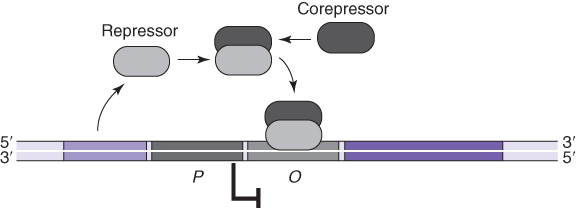 Corepressor
Repressor
5′ 3′
3′ 5′
P O